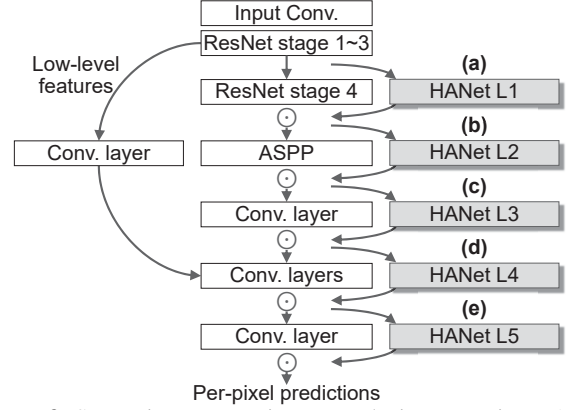 Input Conv.
ResNet stage 1~3
Low-level
features
(a)
ResNet stage 4
HANet L1
(b)
Conv. layer
ASPP
HANet L2
(c)
Conv. layer
HANet L3
(d)
Conv. layers
HANet L4
(e)
Conv. layer
HANet L5
Per-pixel predictions